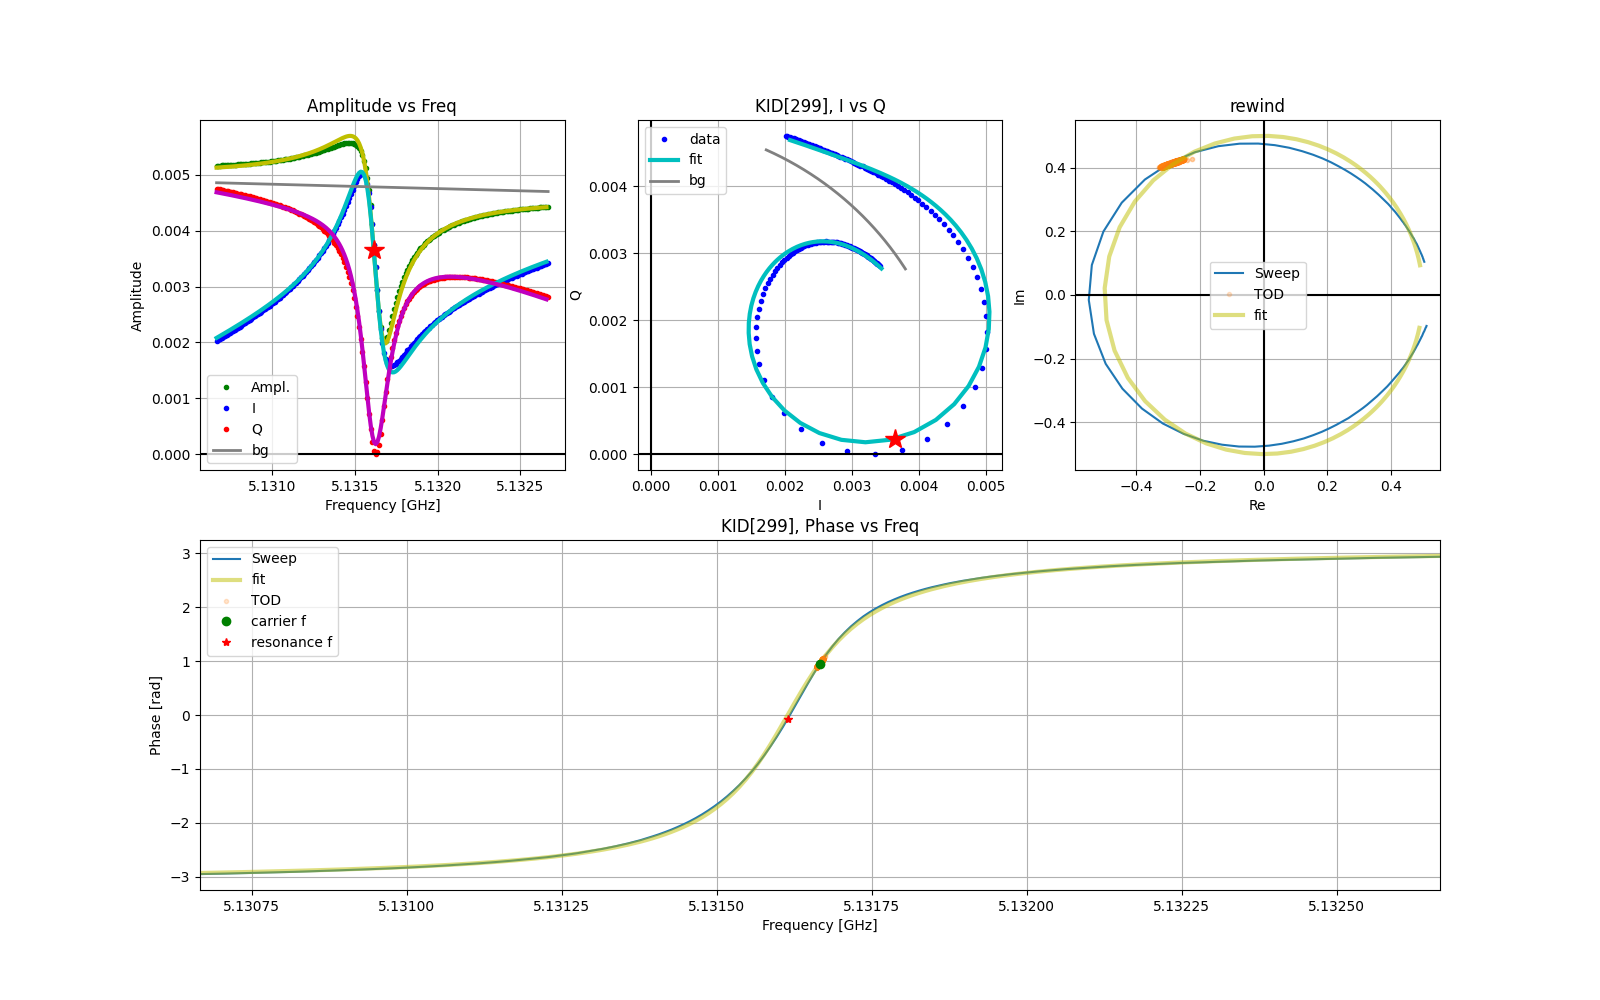 Amplitude vs Freq
Amplitude
0.005
0.004
0.003
0.002
0.001
0.000
Ampl.
I
Q
bg
5.1310
5.1315
5.1320
5.1325
Frequency [GHz]
KID[299], I vs Q
Q
0.004
0.003
0.002
0.001
0.000
data
fit
bg
0.000
0.001
0.002
0.003
0.004
0.005
I
rewind
Im
0.4
0.2
0.0
−0.2
−0.4
Sweep
TOD
fit
−0.4
−0.2
0.0
0.2
0.4
Re
KID[299], Phase vs Freq
Phase [rad]
3
2
1
0
−1
−2
−3
Sweep
fit
TOD
carrier f
resonance f
5.13075
5.13100
5.13125
5.13150
5.13175
5.13200
5.13225
5.13250
Frequency [GHz]